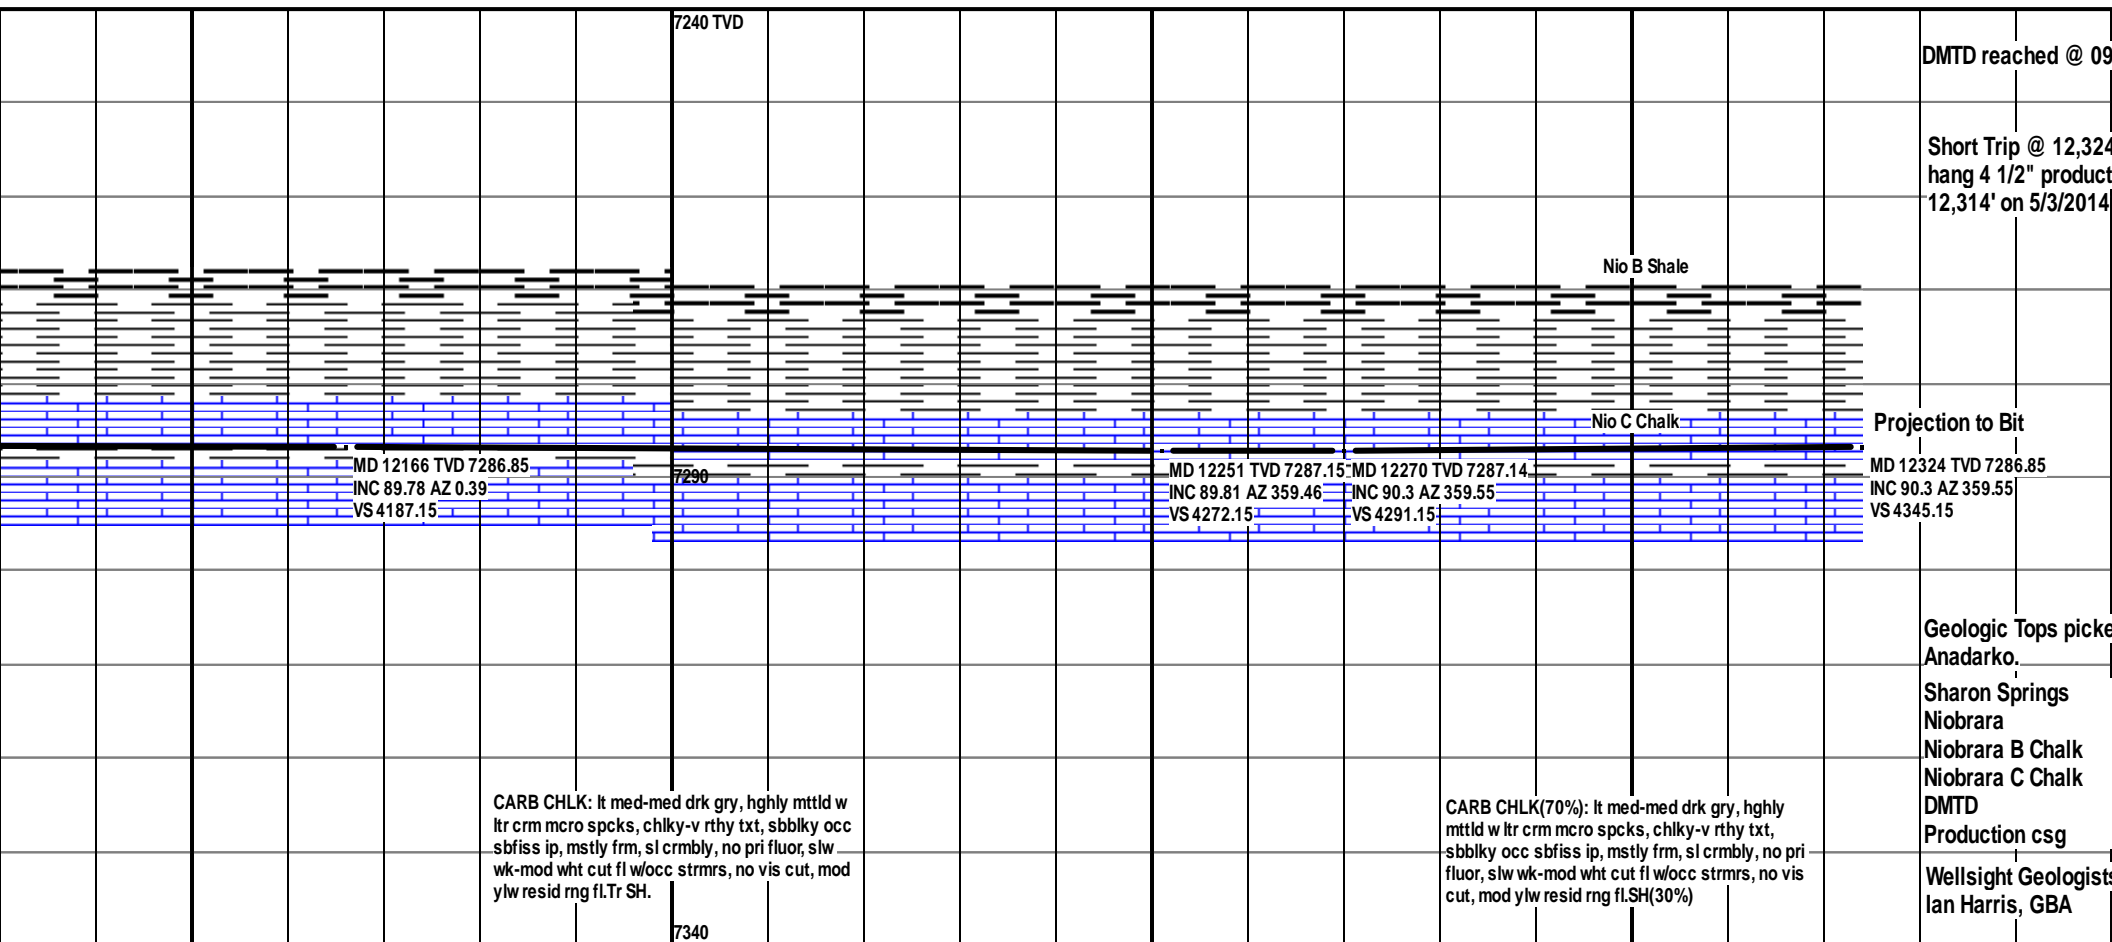 7240 TVD
DMTD reached @ 09
Short Trip @ 12,324
hang 4 1/2" product
12,314' on 5/3/2014
Nio B Shale
Nio C Chalk
Projection to Bit
MD 12166 TVD 7286.85
INC 89.78 AZ 0.39
VS 4187.15
7290
MD 12251 TVD 7287.15
INC 89.81 AZ 359.46
VS 4272.15
MD 12270 TVD 7287.14
INC 90.3 AZ 359.55
VS 4291.15
MD 12324 TVD 7286.85
INC 90.3 AZ 359.55
VS 4345.15
Geologic Tops picke
Anadarko.
Sharon Springs
Niobrara
Niobrara B Chalk
Niobrara C Chalk
DMTD
Production csg
Wellsight Geologists
Ian Harris, GBA
CARB CHLK: lt med-med drk gry, hghly mttld w
ltr crm mcro spcks, chlky-v rthy txt, sbblky occ
sbfiss ip, mstly frm, sl crmbly, no pri fluor, slw
wk-mod wht cut fl w/occ strmrs, no vis cut, mod
ylw resid rng fl.Tr SH.
CARB CHLK(70%): lt med-med drk gry, hghly
mttld w ltr crm mcro spcks, chlky-v rthy txt,
sbblky occ sbfiss ip, mstly frm, sl crmbly, no pri
fluor, slw wk-mod wht cut fl w/occ strmrs, no vis
cut, mod ylw resid rng fl.SH(30%)
7340